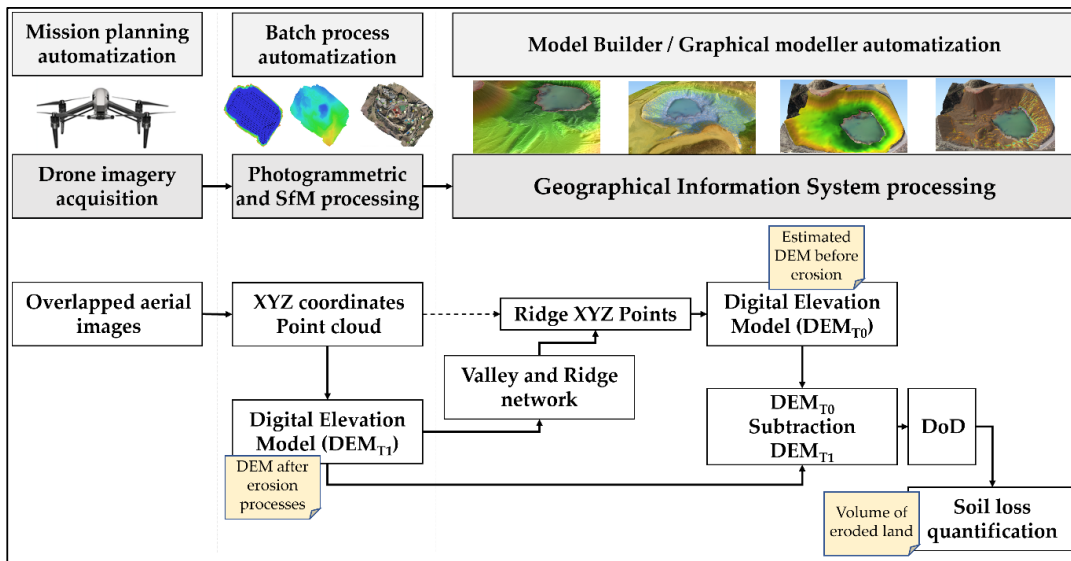 Mission planning
automatization
Batch process
automatization
Model Builder / Graphical modeller automatization
Drone imagery
acquisition
Photogrammetric
and SfM processing
Geographical Information System processing
Estimated
DEM before
erosion
Overlapped aerial
images
XYZ coordinates
Point cloud
Ridge XYZ Points
Digital Elevation
Model (DEMT0)
Valley and Ridge
network
Digital Elevation
Model (DEMT1)
DEM after
erosion
processes
DEMT0
Subtraction
DEMT1
DoD
Volume of
eroded land
Soil loss
quantification